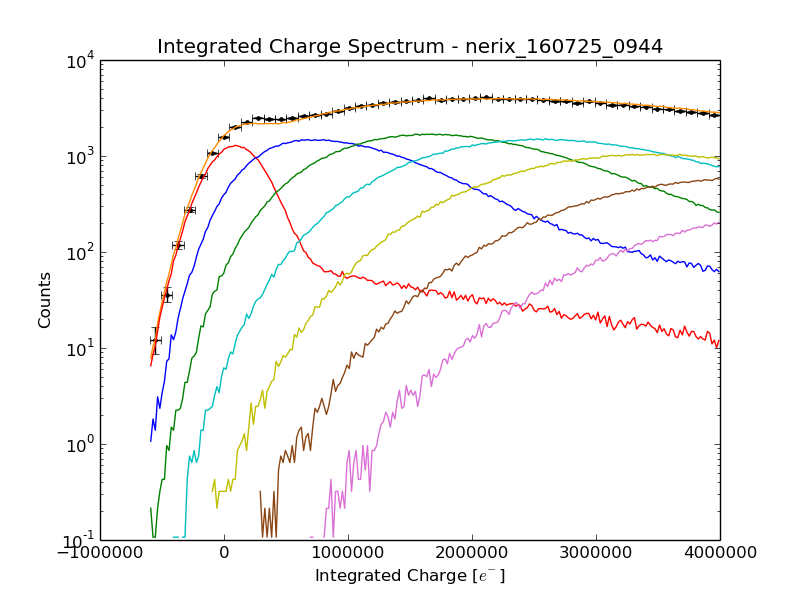 Integrated Charge Spectrum - nerix_160725_0944
Counts
10^4
10^3
10^2
10^1
10^0
10^-1
−1000000 0 1000000 2000000 3000000 4000000
Integrated Charge [e^-]